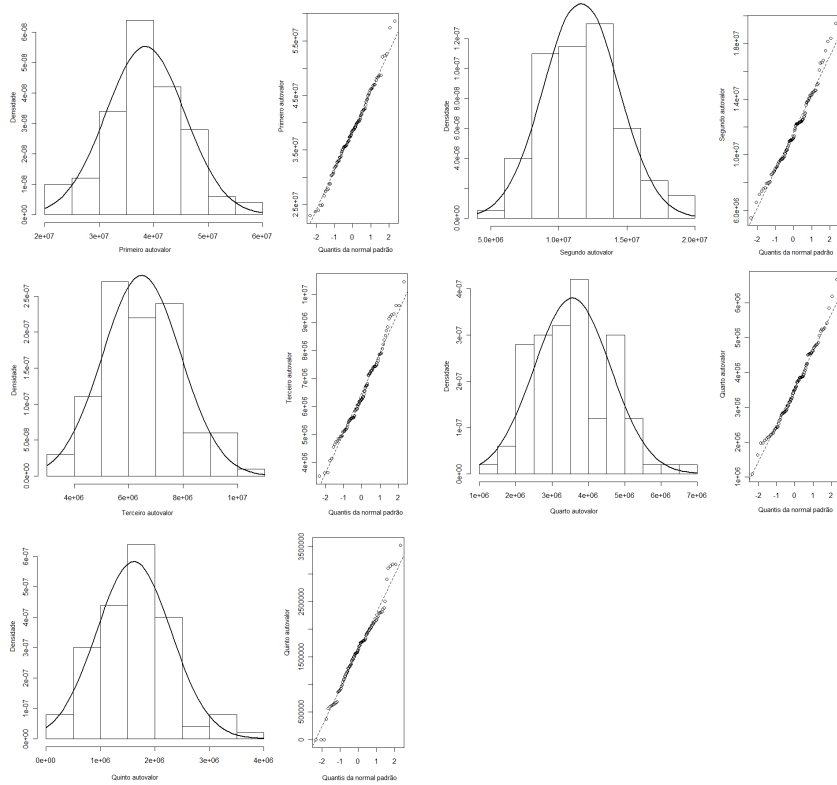 Densidade
0e+00 1e-08 2e-08 3e-08 4e-08 5e-08 6e-08
2e+07 3e+07 4e+07 5e+07 6e+07
Primeiro autovalor
Primeiro autovalor
2.5e+07 3.5e+07 4.5e+07 5.5e+07
-2 -1 0 1 2
Quantis da normal padrão
Densidade
0.0e+00 2.0e-08 4.0e-08 6.0e-08 8.0e-08 1.0e-07 1.2e-07
5.0e+06 1.0e+07 1.5e+07 2.0e+07
Segundo autovalor
Segundo autovalor
6.0e+06 1.0e+07 1.4e+07 1.8e+07
-2 -1 0 1 2
Quantis da normal padrão
Densidade
0.0e+00 5.0e-08 1.0e-07 1.5e-07 2.0e-07 2.5e-07
4e+06 6e+06 8e+06 1e+07
Terceiro autovalor
Terceiro autovalor
4e+06 5e+06 6e+06 7e+06 8e+06 9e+06 1e+07
-2 -1 0 1 2
Quantis da normal padrão
Densidade
0e+00 1e-07 2e-07 3e-07 4e-07
1e+06 2e+06 3e+06 4e+06 5e+06 6e+06 7e+06
Quarto autovalor
Quarto autovalor
1e+06 2e+06 3e+06 4e+06 5e+06 6e+06
-2 -1 0 1 2
Quantis da normal padrão
Densidade
0e+00 1e-07 2e-07 3e-07 4e-07 5e-07 6e-07
0e+00 1e+06 2e+06 3e+06 4e+06
Quinto autovalor
Quinto autovalor
0 500000 1500000 2500000 3500000
-2 -1 0 1 2
Quantis da normal padrão